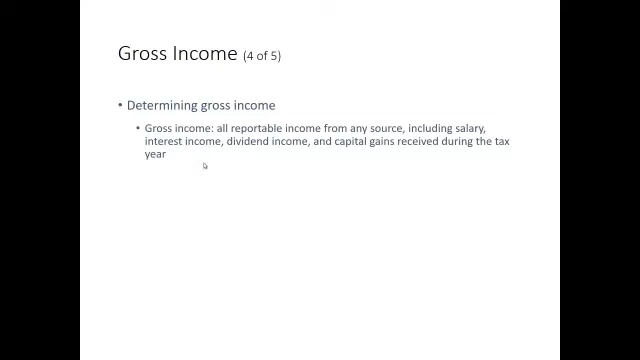 Gross Income (4 of 5)
• Determining gross income
• Gross income: all reportable income from any source, including salary,
interest income, dividend income, and capital gains received during the tax
year